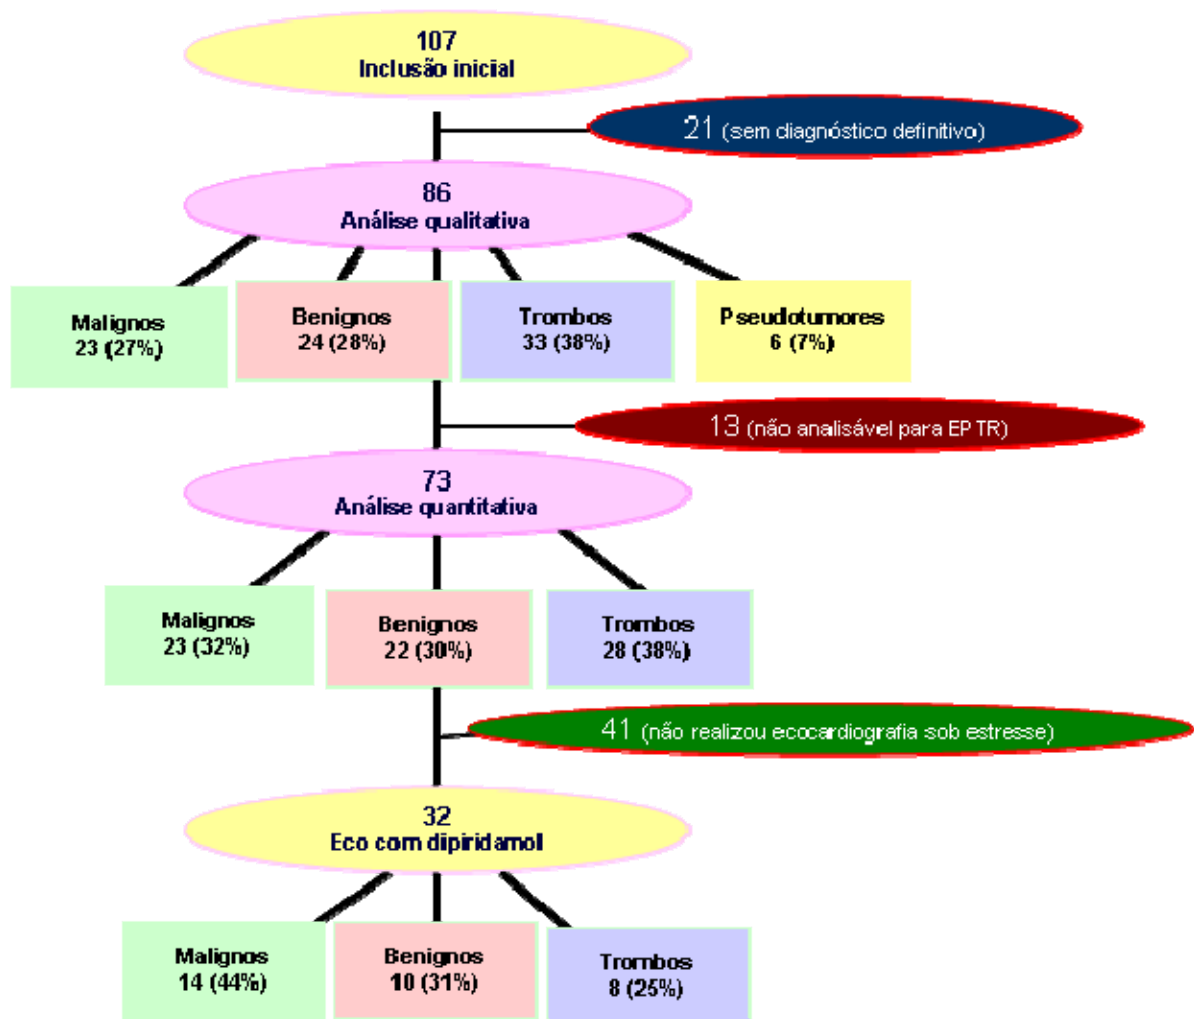 107
Inclusão inicial
21 (sem diagnóstico definitivo)
86
Análise qualitativa
Malignos
23 (27%)
Benignos
24 (28%)
Trombos
33 (38%)
Pseudotumores
6 (7%)
13 (não analisável para EPTR)
73
Análise quantitativa
Malignos
23 (32%)
Benignos
22 (30%)
Trombos
28 (38%)
41 (não realizou ecocardiografia sob estresse)
32
Eco com dipiridamol
Malignos
14 (44%)
Benignos
10 (31%)
Trombos
8 (25%)